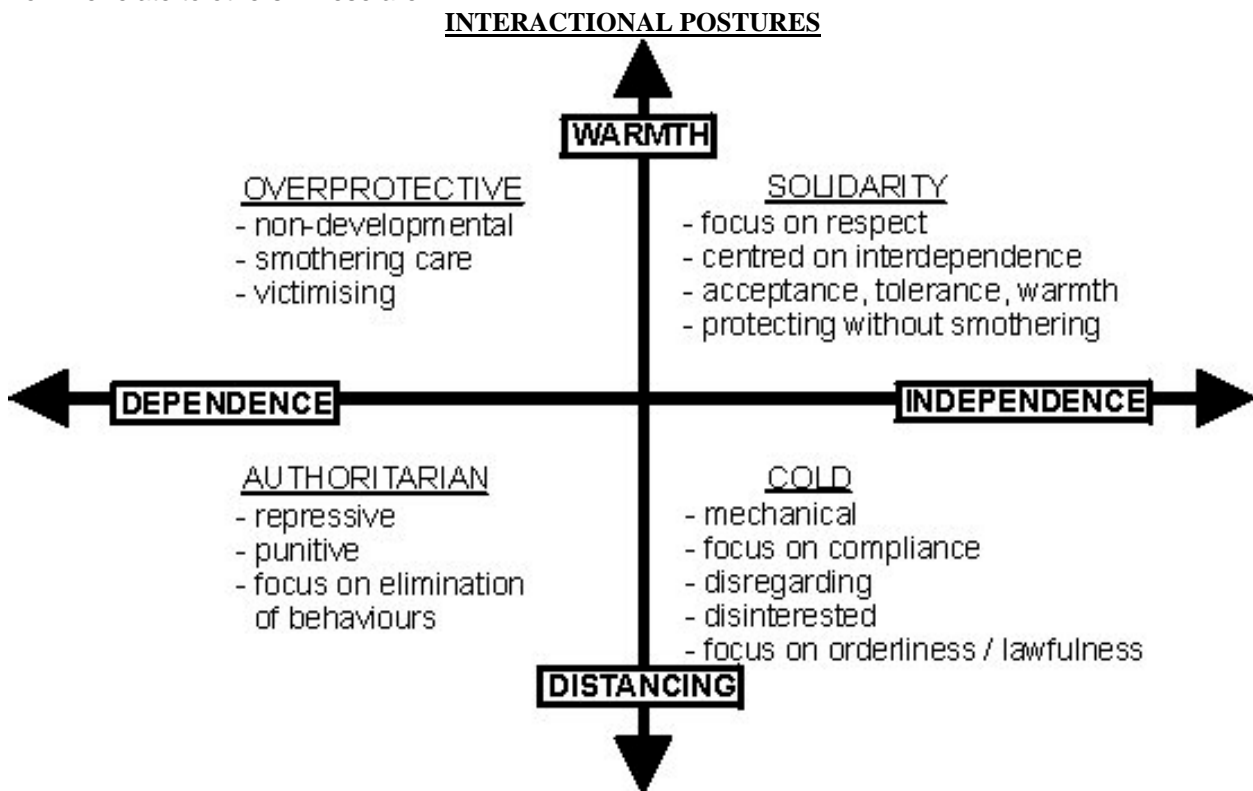 INTERACTIONAL POSTURES
WARMTH
OVERPROTECTIVE
- non-developmental
- smothering care
- victimising
SOLIDARITY
- focus on respect
- centred on interdependence
- acceptance, tolerance, warmth
- protecting without smothering
DEPENDENCE
INDEPENDENCE
AUTHORITARIAN
- repressive
- punitive
- focus on elimination
of behaviours
COLD
- mechanical
- focus on compliance
- disregarding
- disinterested
- focus on orderliness / lawfulness
DISTANCING